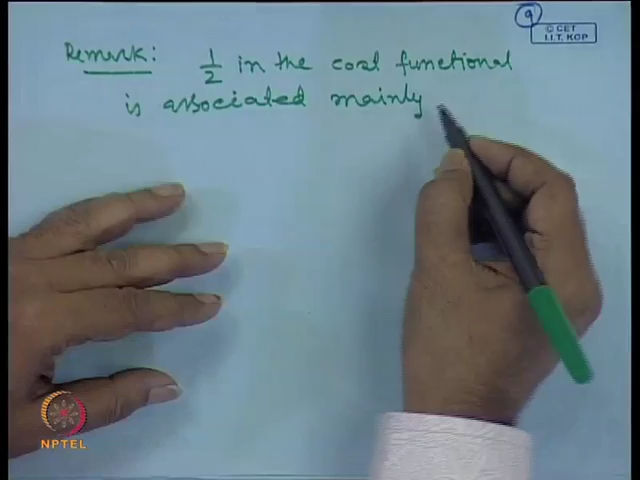 9
© CET
I.I.T. KGP
Remark: 1/2 in the cost functional
is associated mainly
NPTEL